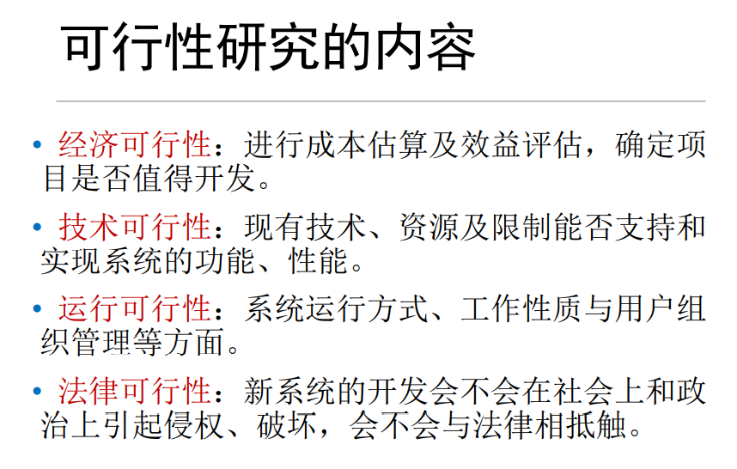 可行性研究的内容
• 经济可行性：进行成本估算及效益评估，确定项
目是否值得开发。
• 技术可行性：现有技术、资源及限制能否支持和
实现系统的功能、性能。
• 运行可行性：系统运行方式、工作性质与用户组
织管理等方面。
• 法律可行性：新系统的开发会不会在社会上和政
治上引起侵权、破坏，会不会与法律相抵触。